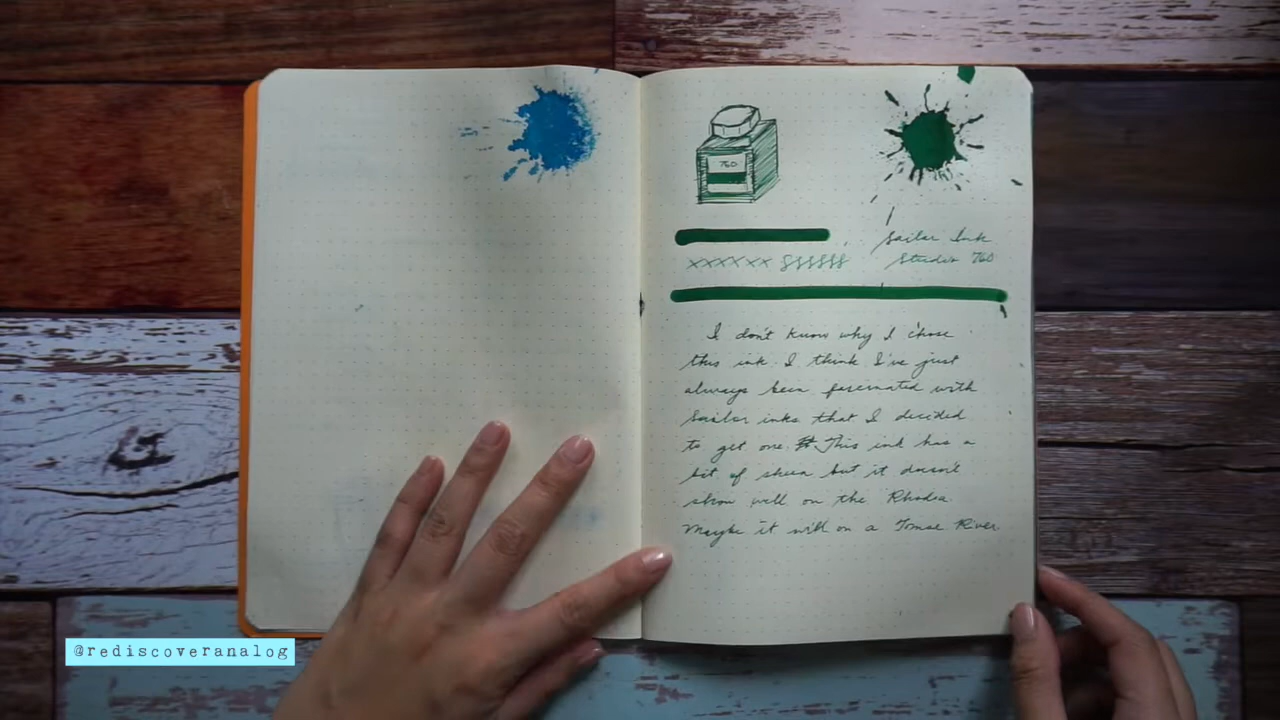 760
Sailor Ink
xxxxxx §§§§§§
Studio 760
I don't know why I chose
this ink. I think I've just
always been fascinated with
Sailor inks that I decided
to get one. This ink has a
bit of sheen but it doesn't
show well on the Rhodia.
Maybe it will on a Tomoe River
@rediscoveranalog